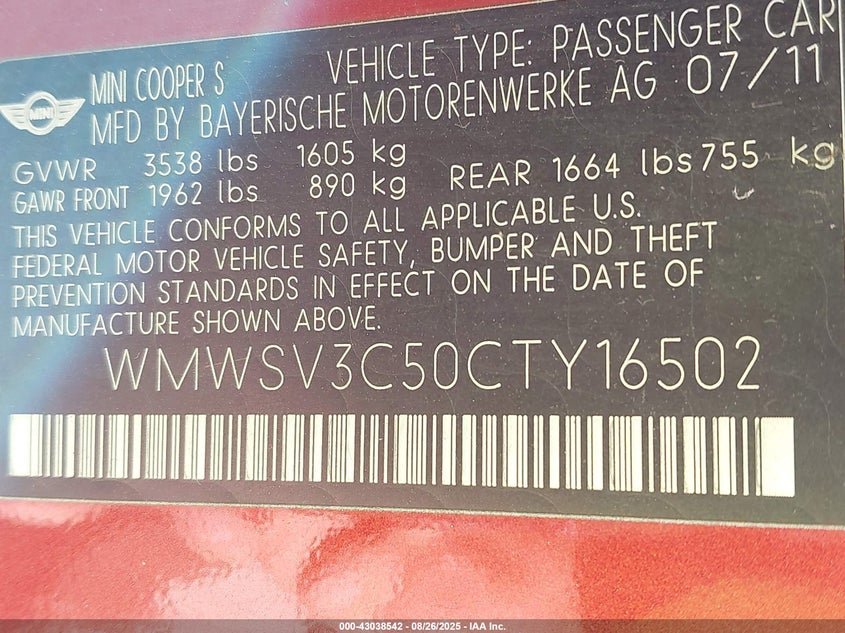 MINI
MINI COOPER S VEHICLE TYPE: PASSENGER CAR
MFD BY BAYERISCHE MOTORENWERKE AG 07/11
GVWR 3538 lbs 1605 kg
GAWR FRONT 1962 lbs 890 kg REAR 1664 lbs 755 kg
THIS VEHICLE CONFORMS TO ALL APPLICABLE U.S.
FEDERAL MOTOR VEHICLE SAFETY, BUMPER AND THEFT
PREVENTION STANDARDS IN EFFECT ON THE DATE OF
MANUFACTURE SHOWN ABOVE.
WMWSV3C50CTY16502
000-43038542 - 08/26/2025 - IAA Inc.